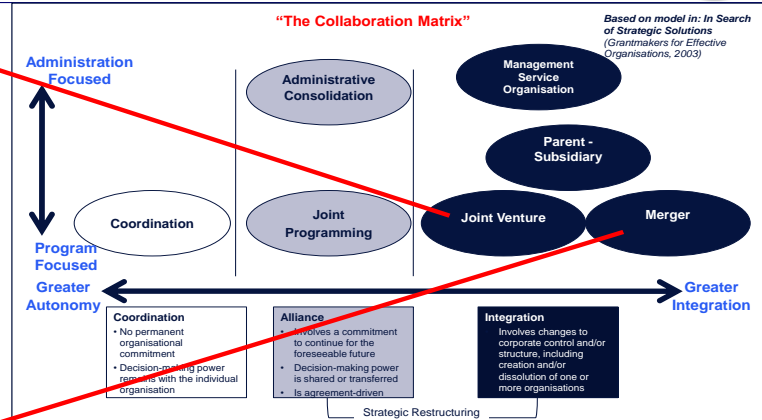 “The Collaboration Matrix”
Based on model in: In Search
of Strategic Solutions
(Grantmakers for Effective
Organisations, 2003)
Administration
Focused
Administrative
Consolidation
Management
Service
Organisation
Parent -
Subsidiary
Coordination
Joint
Programming
Joint Venture
Merger
Program
Focused
Greater
Autonomy
Greater
Integration
Coordination
• No permanent
organisational
commitment
• Decision-making power
remains with the individual
organisation
Alliance
• Involves a commitment
to continue for the
foreseeable future
• Decision-making power
is shared or transferred
• Is agreement-driven
Integration
Involves changes to
corporate control and/or
structure, including
creation and/or
dissolution of one or
more organisations
Strategic Restructuring